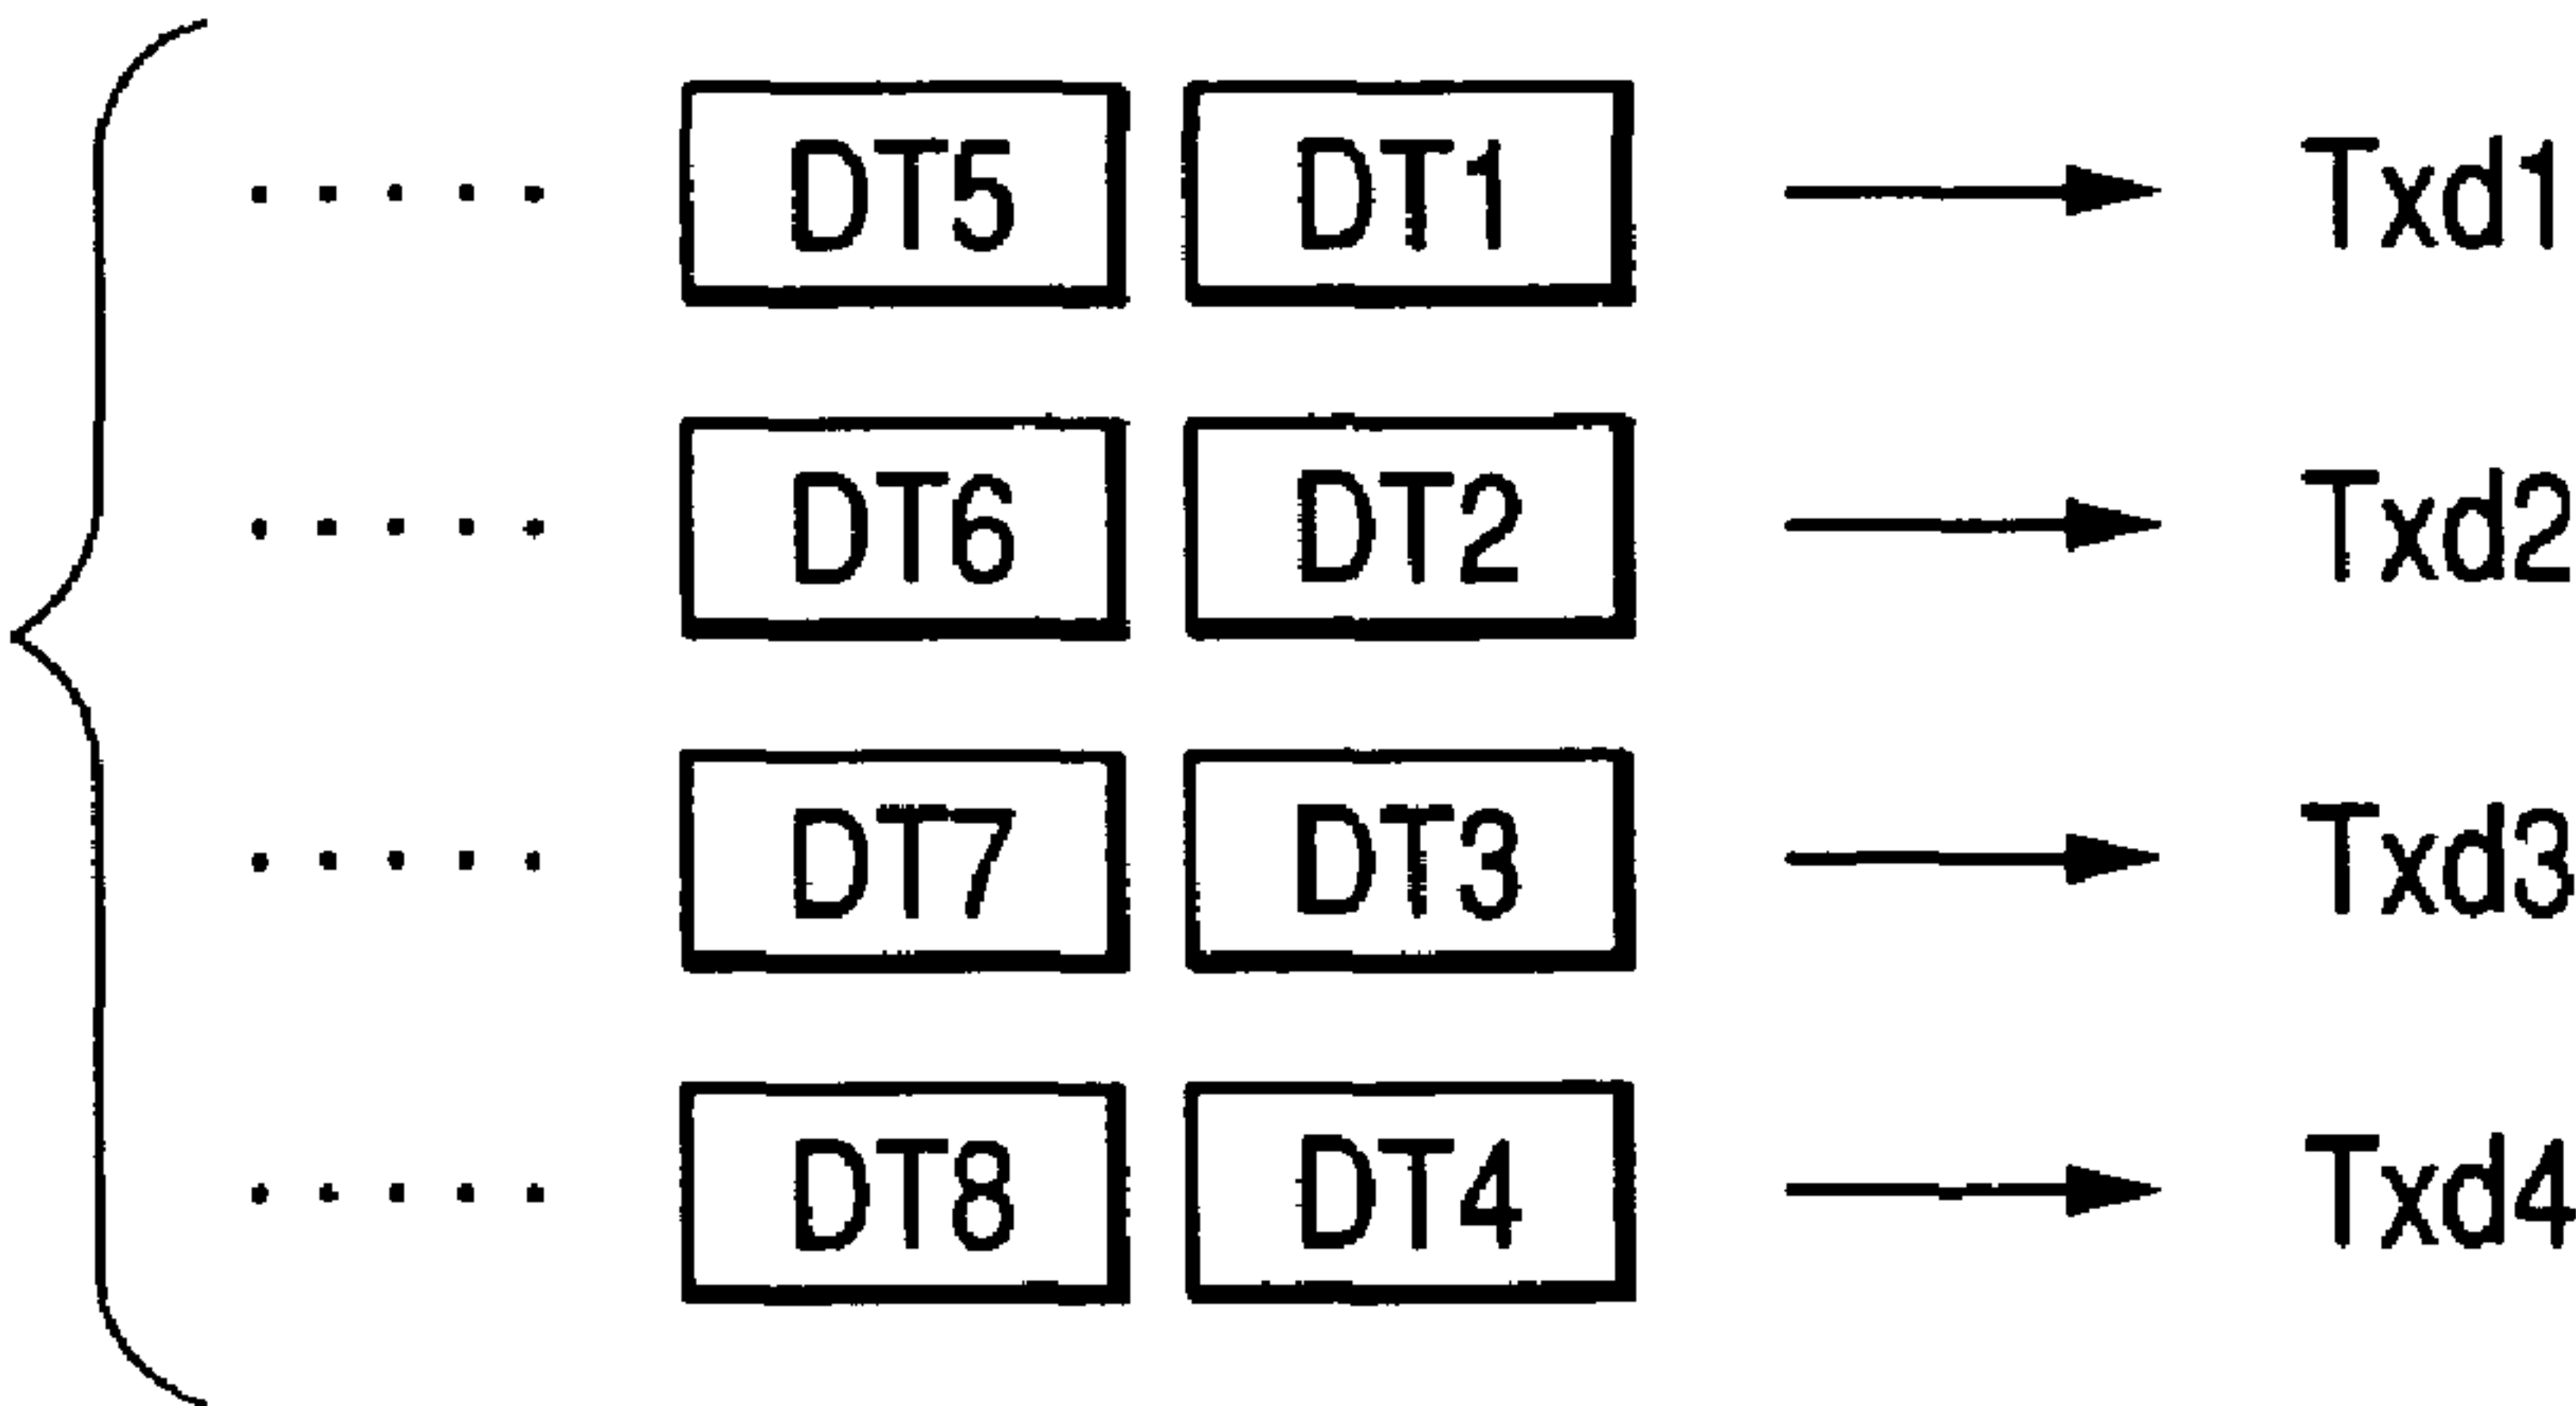 ..... DT5 DT1 Txd1
..... DT6 DT2 Txd2
..... DT7 DT3 Txd3
..... DT8 DT4 Txd4